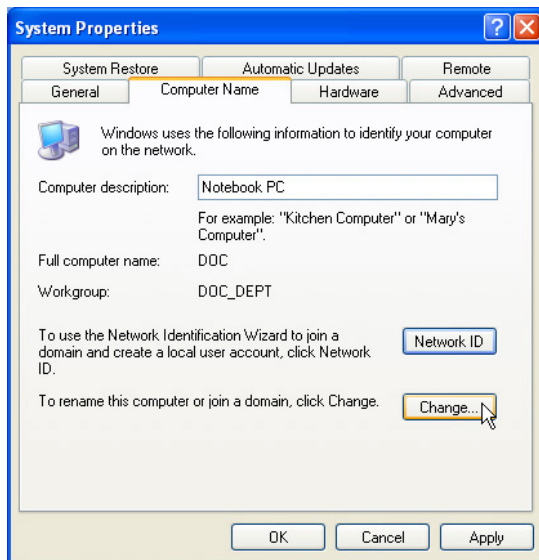 System Properties
System Restore Automatic Updates Remote
General Computer Name Hardware Advanced
Windows uses the following information to identify your computer
on the network.
Computer description: Notebook PC
For example: "Kitchen Computer" or "Mary's
Computer".
Full computer name: DOC
Workgroup: DOC_DEPT
To use the Network Identification Wizard to join a
domain and create a local user account, click Network
ID.
Network ID
To rename this computer or join a domain, click Change.
Change...
OK Cancel Apply